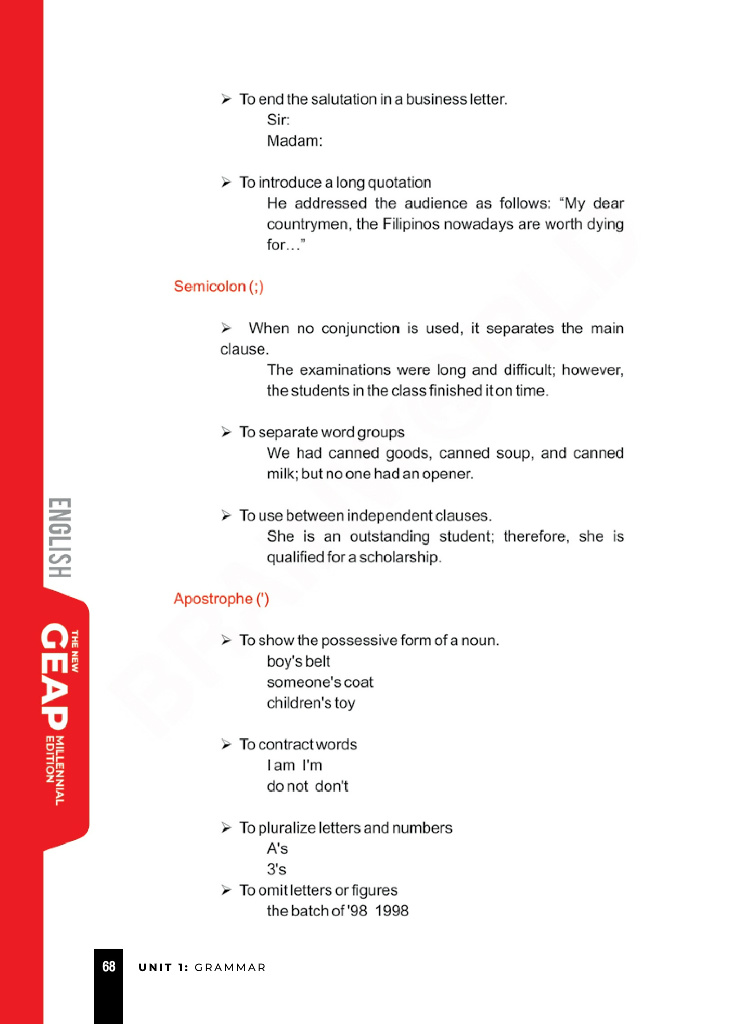 ➢ To end the salutation in a business letter.
Sir:
Madam:
➢ To introduce a long quotation
He addressed the audience as follows: “My dear
countrymen, the Filipinos nowadays are worth dying
for…”
Semicolon (;)
➢ When no conjunction is used, it separates the main
clause.
The examinations were long and difficult; however,
the students in the class finished it on time.
➢ To separate word groups
We had canned goods, canned soup, and canned
milk; but no one had an opener.
➢ To use between independent clauses.
She is an outstanding student; therefore, she is
qualified for a scholarship.
Apostrophe (')
➢ To show the possessive form of a noun.
boy's belt
someone's coat
children's toy
➢ To contract words
I am I'm
do not don't
➢ To pluralize letters and numbers
A's
3's
➢ To omit letters or figures
the batch of '98 1998
ENGLISH
THE NEW
GEAP
MILLENNIAL
EDITION
68 UNIT 1: GRAMMAR